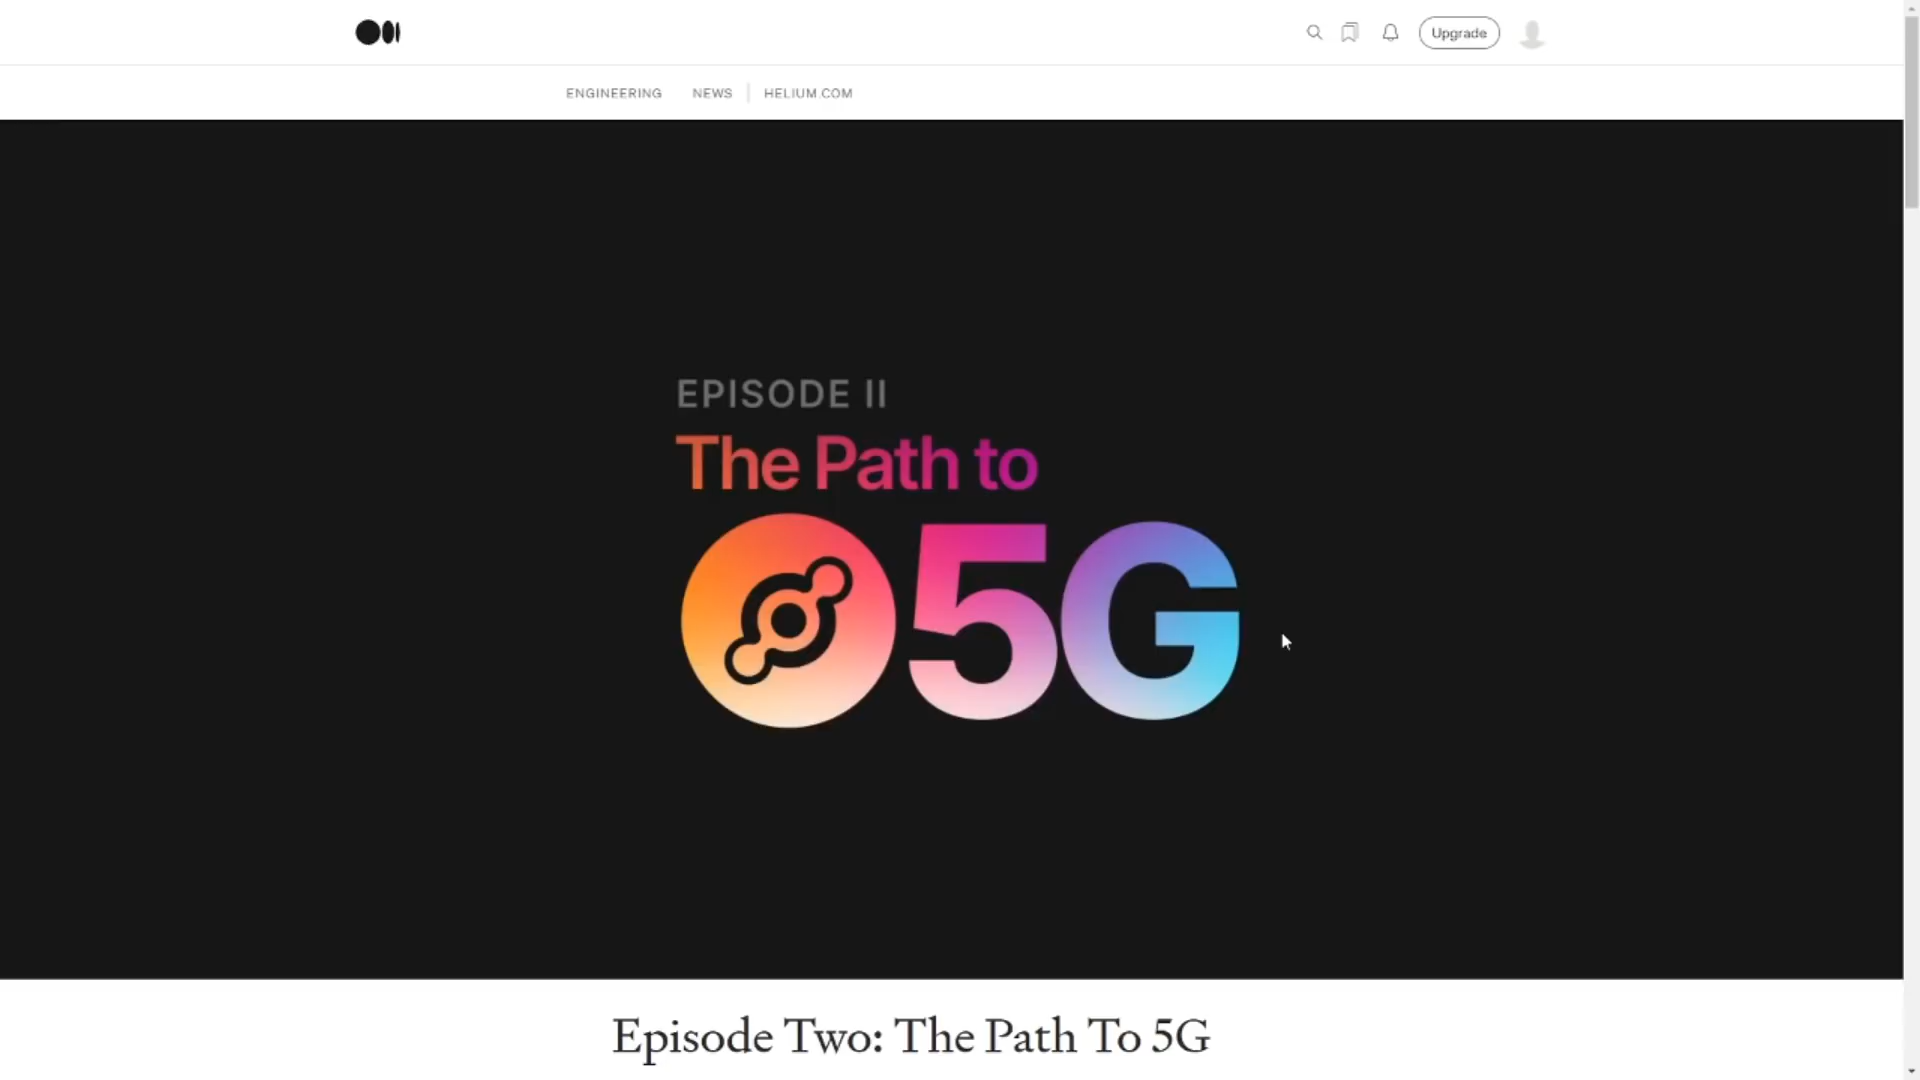 Upgrade
ENGINEERING NEWS HELIUM.COM
EPISODE II
The Path to
5G
Episode Two: The Path To 5G